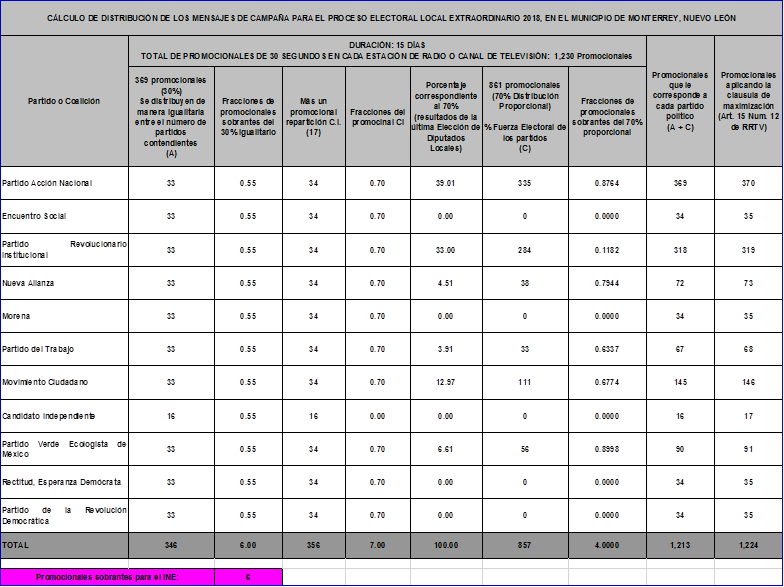 CÁLCULO DE DISTRIBUCIÓN DE LOS MENSAJES DE CAMPAÑA PARA EL PROCESO ELECTORAL LOCAL EXTRAORDINARIO 2018, EN EL MUNICIPIO DE MONTERREY, NUEVO LEÓN
DURACIÓN: 15 DÍAS
TOTAL DE PROMOCIONALES DE 30 SEGUNDOS EN CADA ESTACIÓN DE RADIO O CANAL DE TELEVISIÓN: 1,230 Promocionales
Partido o Coalición
369 promocionales
(30%)
Se distribuyen de
manera igualitaria
entre el número de
partidos
contendientes
(A)
Fracciones de
promocionales
sobrantes del
30% igualitario
Más un
promocional
repartición C.I.
(17)
Fracciones del
promocinal CI
Porcentaje
correspondiente
al 70%
(resultados de la
última Elección de
Diputados
Locales)
861 promocionales
(70% Distribución
Proporcional)
% Fuerza Electoral de
los partidos
(C)
Fracciones de
promocionales
sobrantes del 70%
proporcional
Promocionales
que le
corresponde a
cada partido
político
(A + C)
Promocionales
aplicando la
clausula de
maximización
(Art. 15 Num. 12
de RRTV)
Partido Acción Nacional 33 0.55 34 0.70 39.01 335 0.8764 369 370
Encuentro Social 33 0.55 34 0.70 0.00 0 0.0000 34 35
Partido Revolucionario
Institucional 33 0.55 34 0.70 33.00 284 0.1182 318 319
Nueva Alianza 33 0.55 34 0.70 4.51 38 0.7944 72 73
Morena 33 0.55 34 0.70 0.00 0 0.0000 34 35
Partido del Trabajo 33 0.55 34 0.70 3.91 33 0.6337 67 68
Movimiento Ciudadano 33 0.55 34 0.70 12.97 111 0.6774 145 146
Candidato Independiente 16 0.55 16 0.00 0.00 0 0.0000 16 17
Partido Verde Ecologista de
México 33 0.55 34 0.70 6.61 56 0.8998 90 91
Rectitud, Esperanza Demócrata 33 0.55 34 0.70 0.00 0 0.0000 34 35
Partido de la Revolución
Democrática 33 0.55 34 0.70 0.00 0 0.0000 34 35
TOTAL 346 6.00 356 7.00 100.00 857 4.0000 1,213 1,224
Promocionales sobrantes para el INE: 6